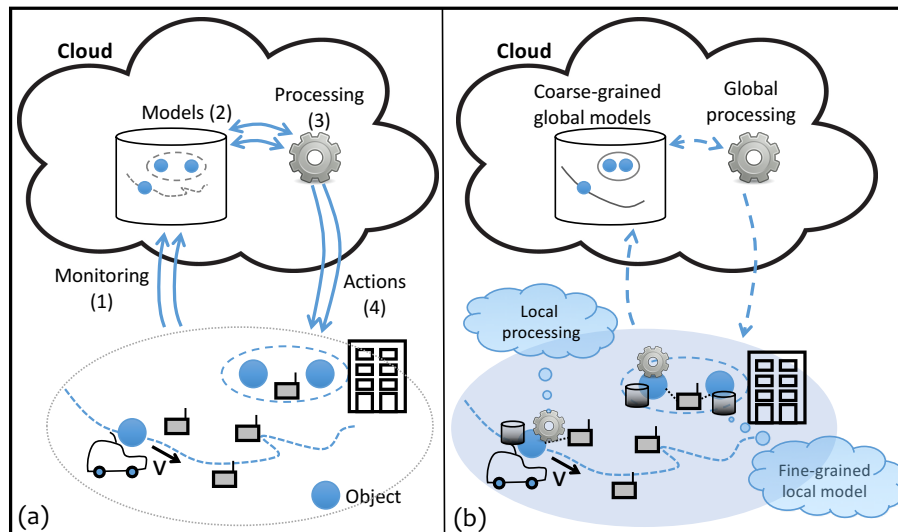 Cloud
Processing
(3)
Models (2)
Monitoring
(1)
Actions
(4)
V
Object
(a)
Cloud
Coarse-grained
global models
Global
processing
Local
processing
V
Fine-grained
local model
(b)